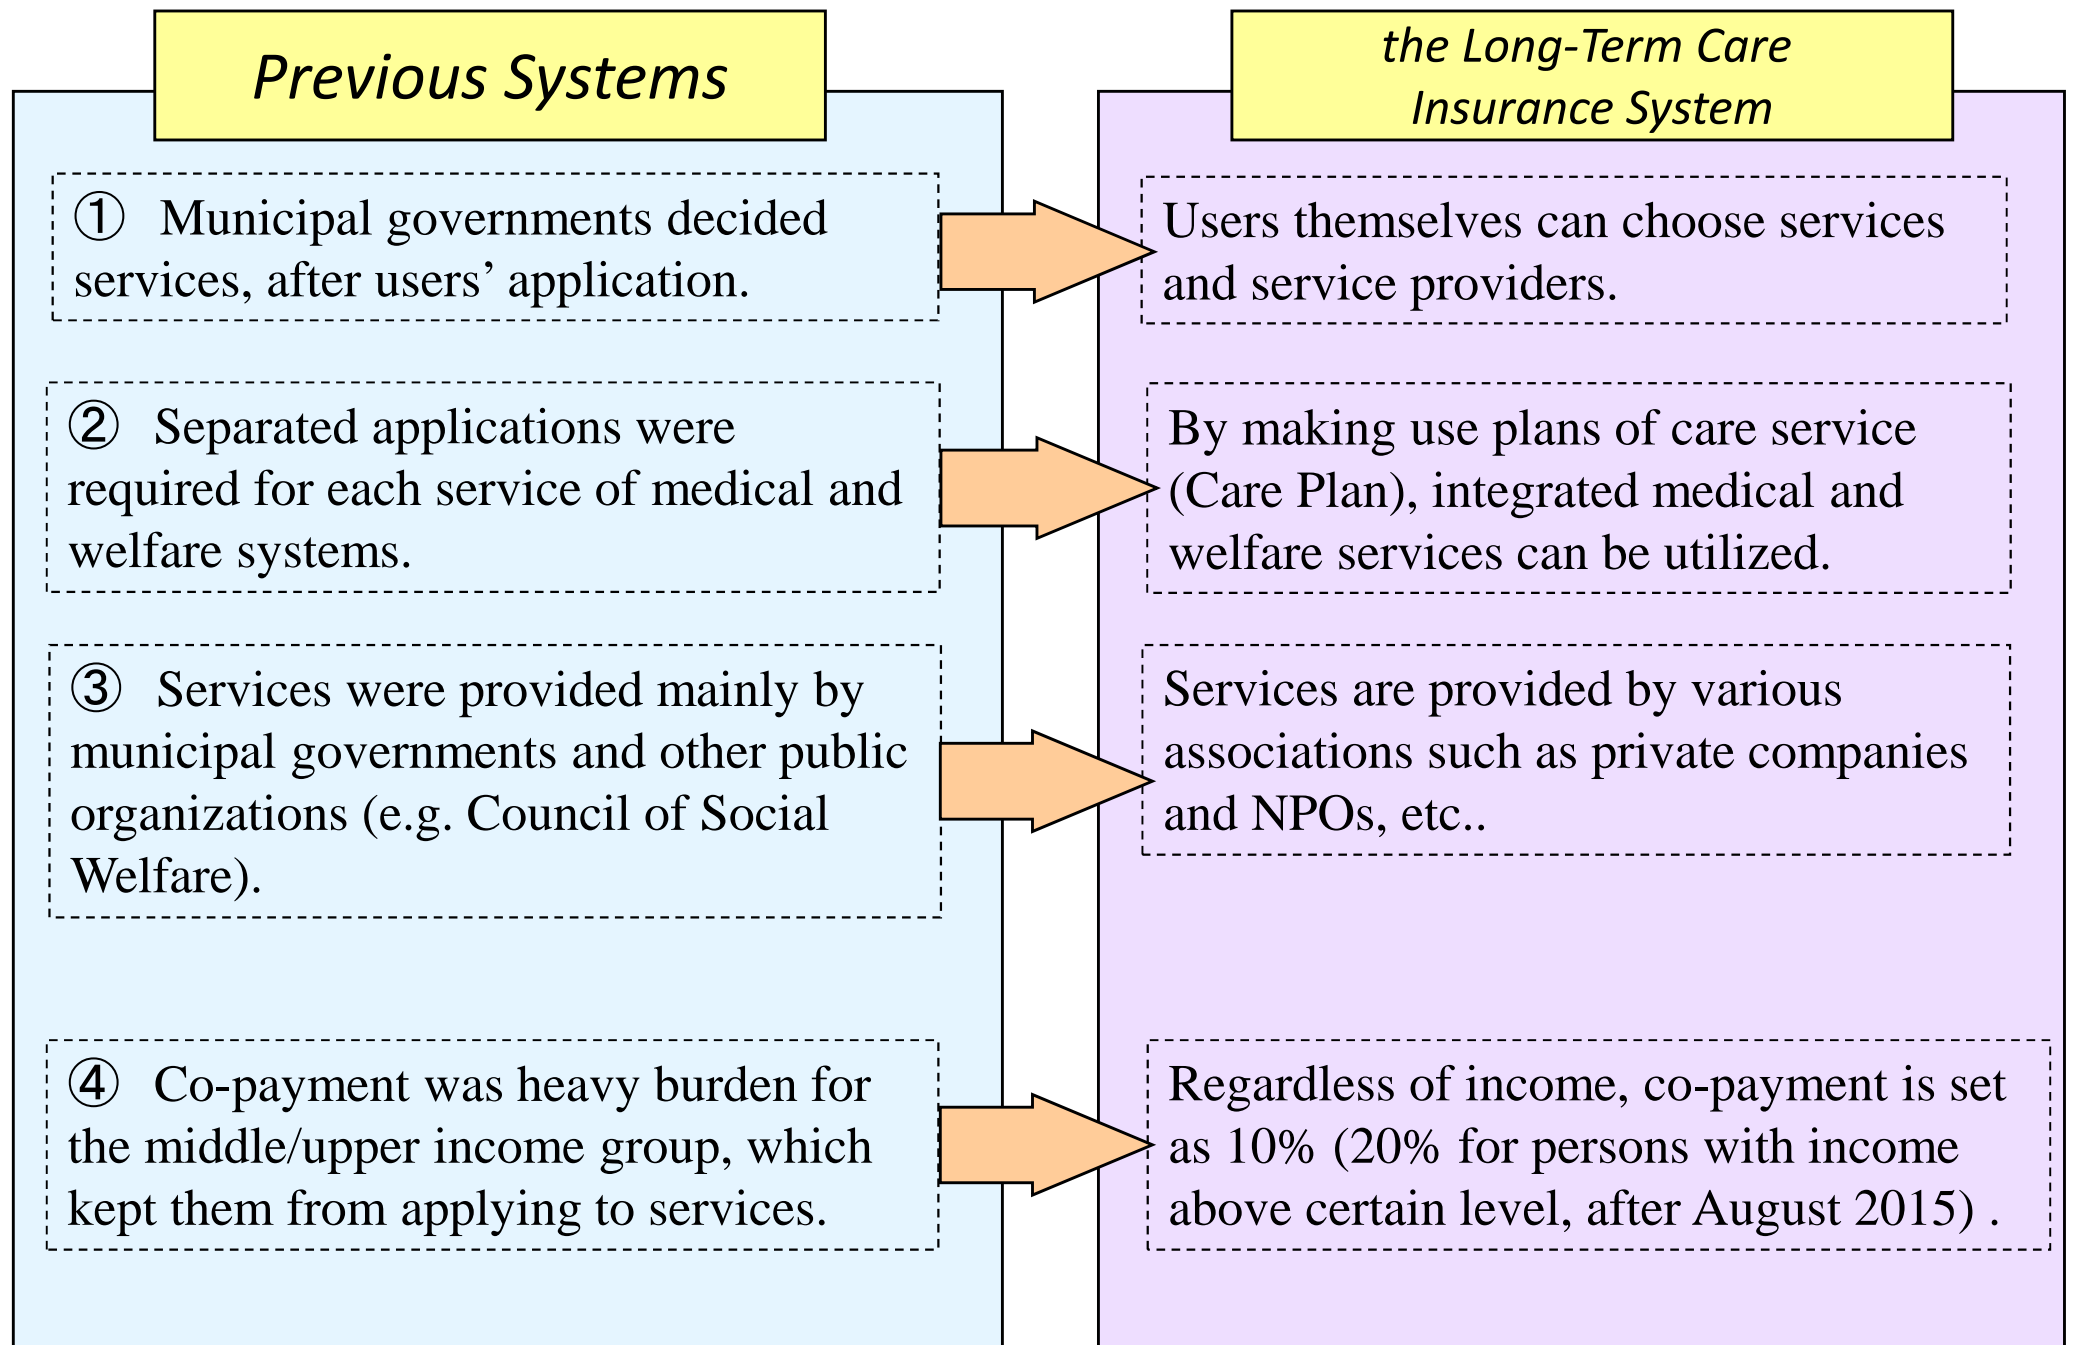 Previous Systems
① Municipal governments decided
services, after users’ application.
② Separated applications were
required for each service of medical and
welfare systems.
③ Services were provided mainly by
municipal governments and other public
organizations (e.g. Council of Social
Welfare).
④ Co-payment was heavy burden for
the middle/upper income group, which
kept them from applying to services.
the Long-Term Care
Insurance System
Users themselves can choose services
and service providers.
By making use plans of care service
(Care Plan), integrated medical and
welfare services can be utilized.
Services are provided by various
associations such as private companies
and NPOs, etc..
Regardless of income, co-payment is set
as 10% (20% for persons with income
above certain level, after August 2015) .